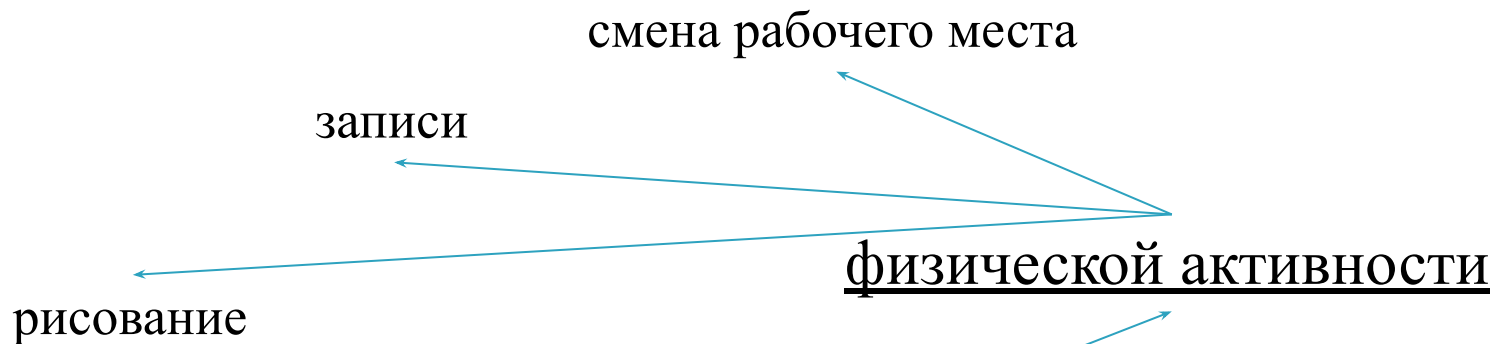 смена рабочего места
записи
физической активности
рисование